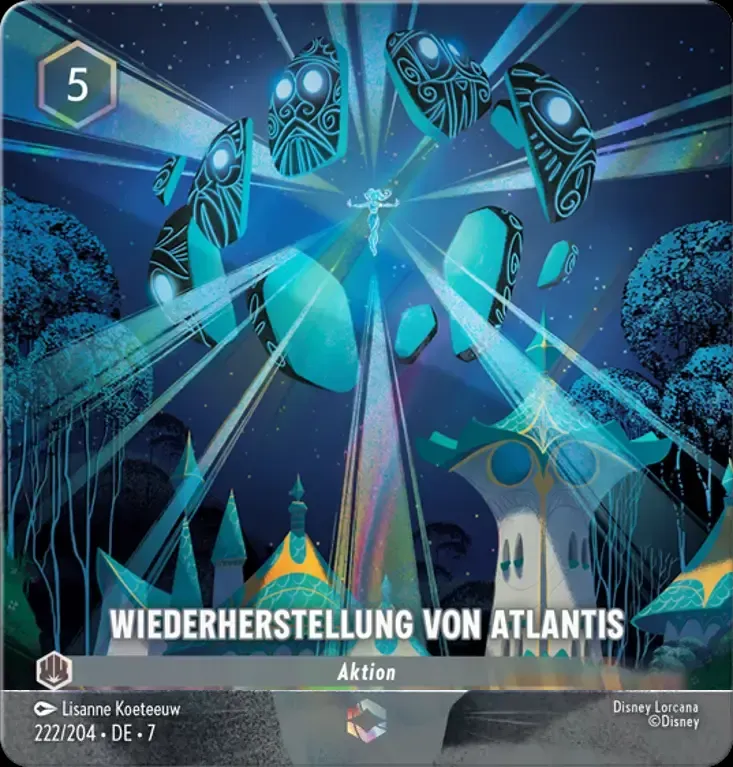 5
WIEDERHERSTELLUNG VON ATLANTIS
Aktion
Lisanne Koeteeuw
Disney Lorcana
222/204 • DE • 7
©Disney